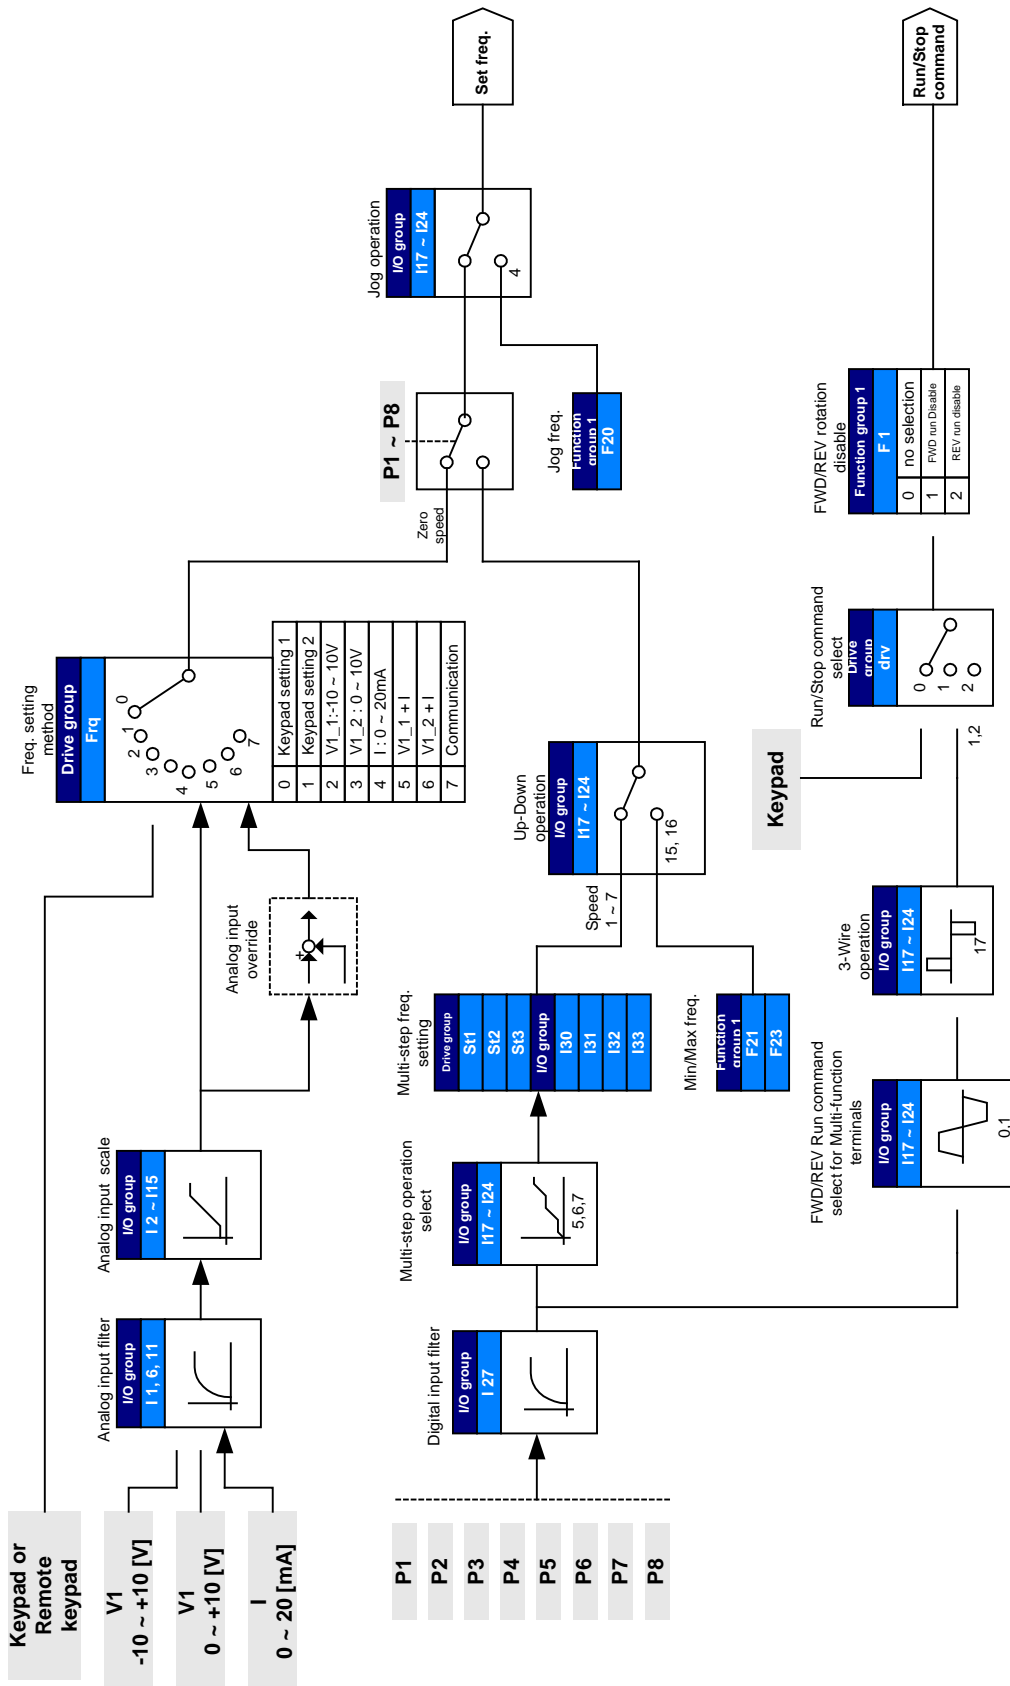 Keypad or
Remote
keypad
V1
-10 ~ +10 [V]
V1
0 ~ +10 [V]
I
0 ~ 20 [mA]
Analog input filter
I/O group
I 1, 6, 11
Analog input  scale
I/O group
I 2 ~ I15
Analog input
override
+
Freq. setting
method
Drive group
Frq
0
1
2
3
4
5
6
7
0 Keypad setting 1
1 Keypad setting 2
2 V1_1:-10 ~ 10V
3 V1_2 : 0 ~ 10V
4 I : 0 ~ 20mA
5 V1_1 + I
6 V1_2 + I
7 Communication
P1
P2
P3
P4
P5
P6
P7
P8
Digital input filter
I/O group
I 27
Multi-step operation
select
I/O group
I17 ~ I24
5,6,7
Multi-step freq.
setting
Drive group
St1
St2
St3
I/O group
I30
I31
I32
I33
Min/Max freq.
Function
group 1
F21
F23
Speed
1 ~ 7
Up-Down
operation
I/O group
I17 ~ I24
15, 16
Zero
speed
P1 ~ P8
Jog freq.
Function
group 1
F20
Jog operation
I/O group
I17 ~ I24
4
Set freq.
FWD/REV Run command
select for Multi-function
terminals
I/O group
I17 ~ I24
0,1
3-Wire
operation
I/O group
I17 ~ I24
17
Keypad
1,2
Run/Stop command
select
Drive
group
drv
0
1
2
FWD/REV rotation
disable
Function group 1
F 1
0 no selection
1 FWD run Disable
2 REV run disable
Run/Stop
command